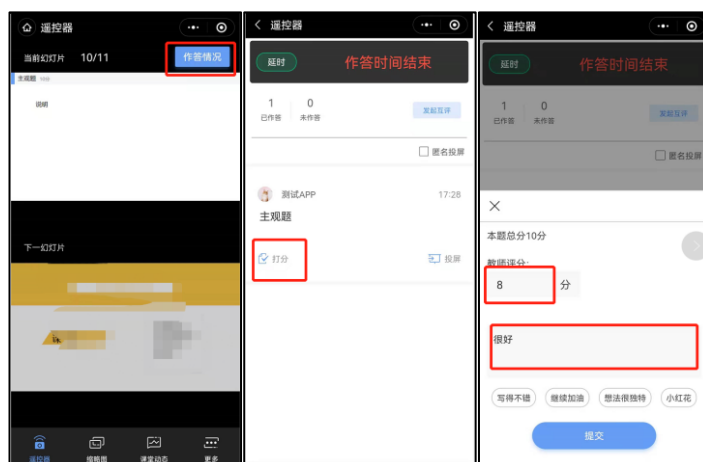 遥控器
当前幻灯片 10/11
作答情况
主观题 10分
说明
下一幻灯片
遥控器
缩略图
课堂动态
更多
遥控器
延时
作答时间结束
1 0
已作答 未作答
发起互评
匿名投屏
测试APP 17:28
主观题
打分
投屏
遥控器
延时
作答时间结束
1 0
已作答 未作答
发起互评
匿名投屏
本题总分10分
教师评分:
8 分
很好
写得不错 继续加油 想法很独特 小红花
提交